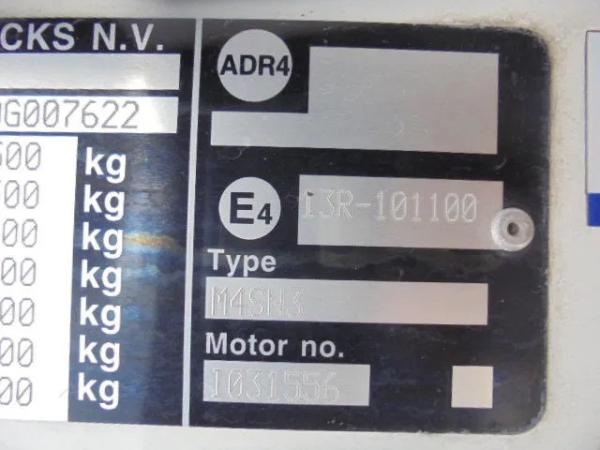 CKS N.V.
G007622
500 kg
00 kg
00 kg
00 kg
00 kg
00 kg
00 kg
ADR4
E4
13R-101100
Type
M4SN3
Motor no.
1031556